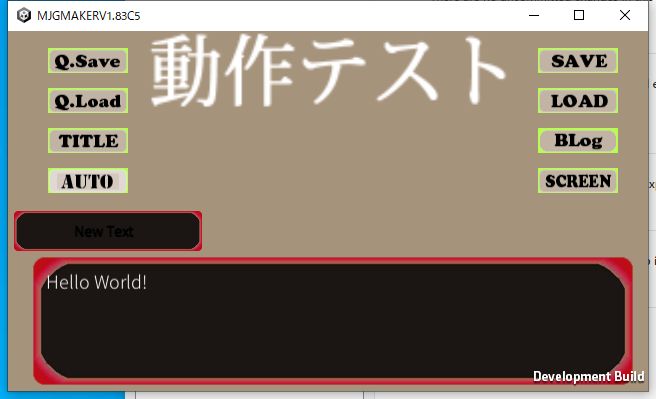 MJGMAKERV1.83C5
動作テスト
Q.Save
Q.Load
TITLE
AUTO
SAVE
LOAD
BLog
SCREEN
New Text
Hello World!
Development Build